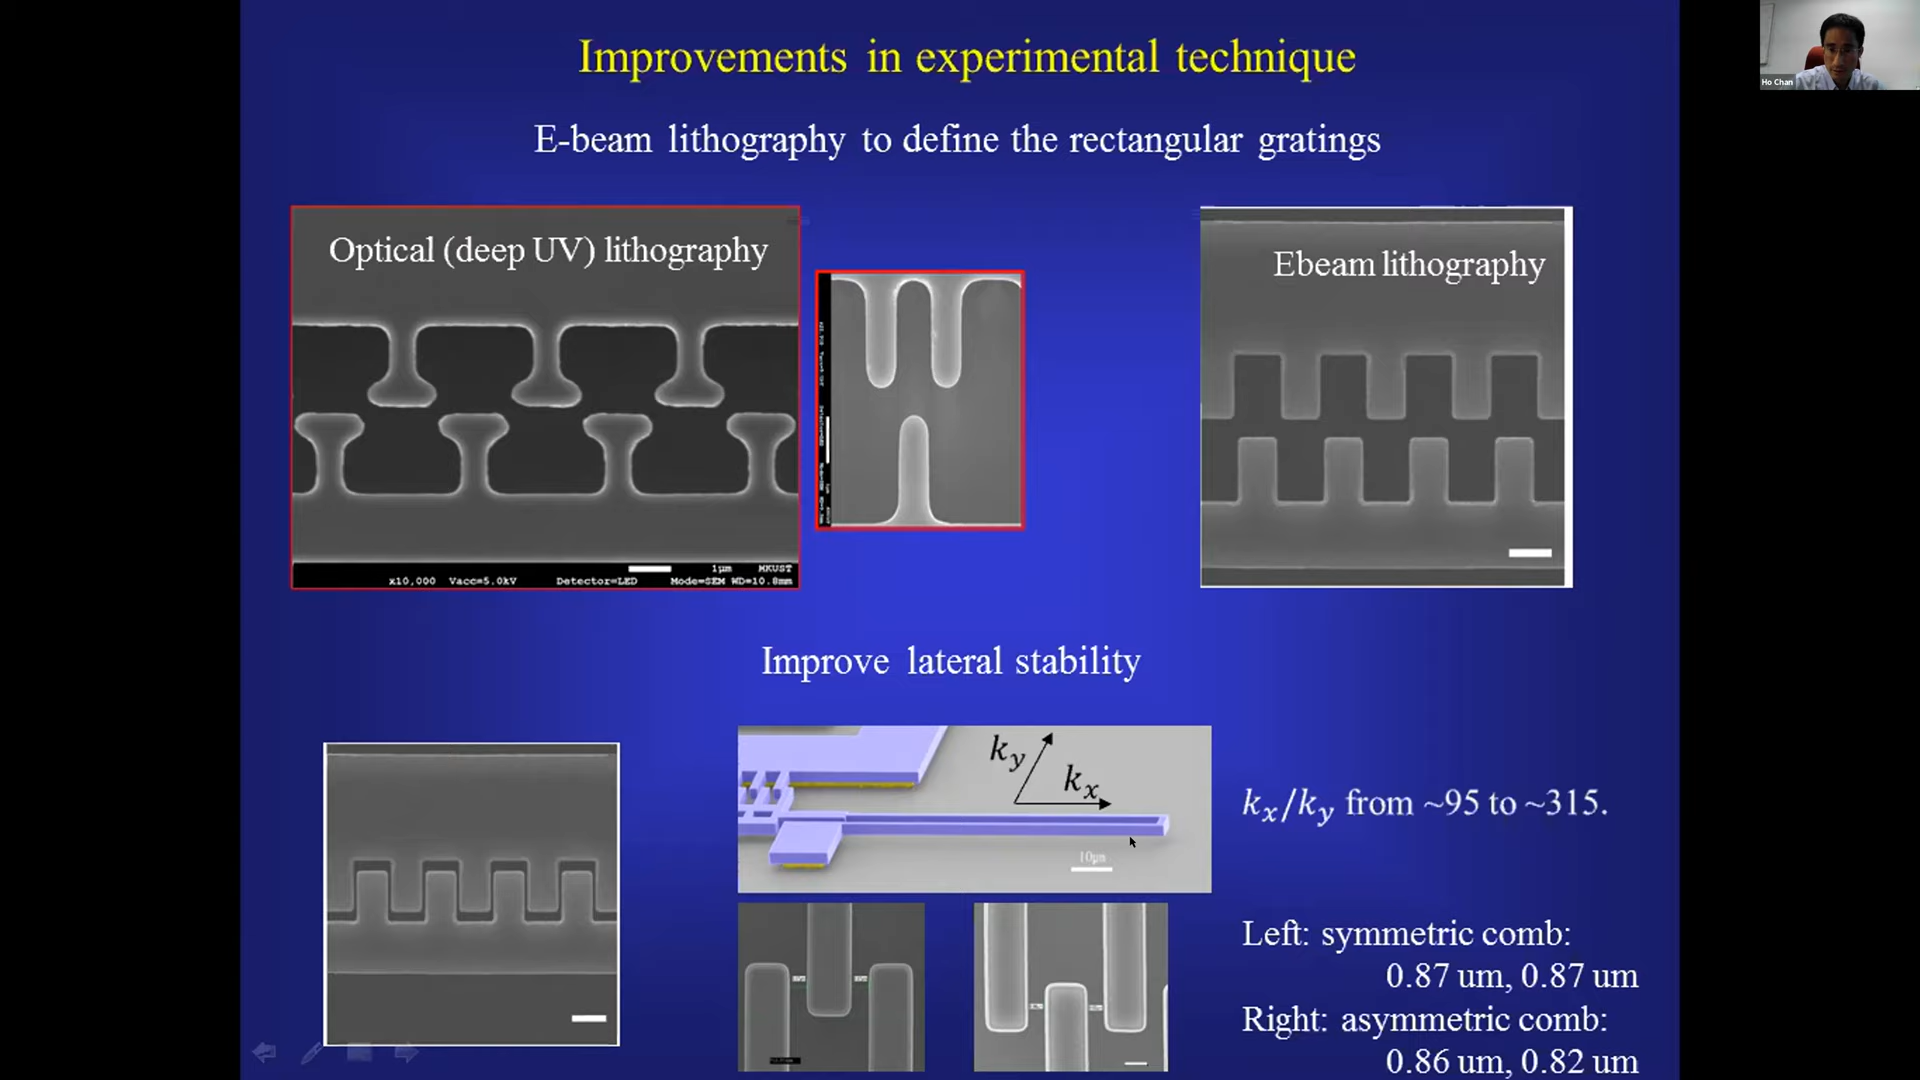 Improvements in experimental technique
Ho Chan
E-beam lithography to define the rectangular gratings
Optical (deep UV) lithography
Ebeam lithography
1μm MKUST
x10,000 Vacc=5.0kV Detector=LED Mode=SEM WD=10.8mm
Improve lateral stability
k_y
k_x
10μm
k_x/k_y from ~95 to ~315.
Left: symmetric comb:
0.87 um, 0.87 um
Right: asymmetric comb:
0.86 um, 0.82 um